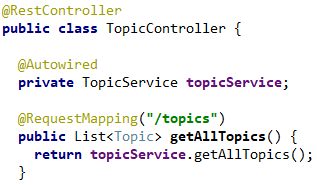 @RestController
public class TopicController {
@Autowired
private TopicService topicService;
@RequestMapping("/topics")
public List<Topic> getAllTopics() {
return topicService.getAllTopics();
}